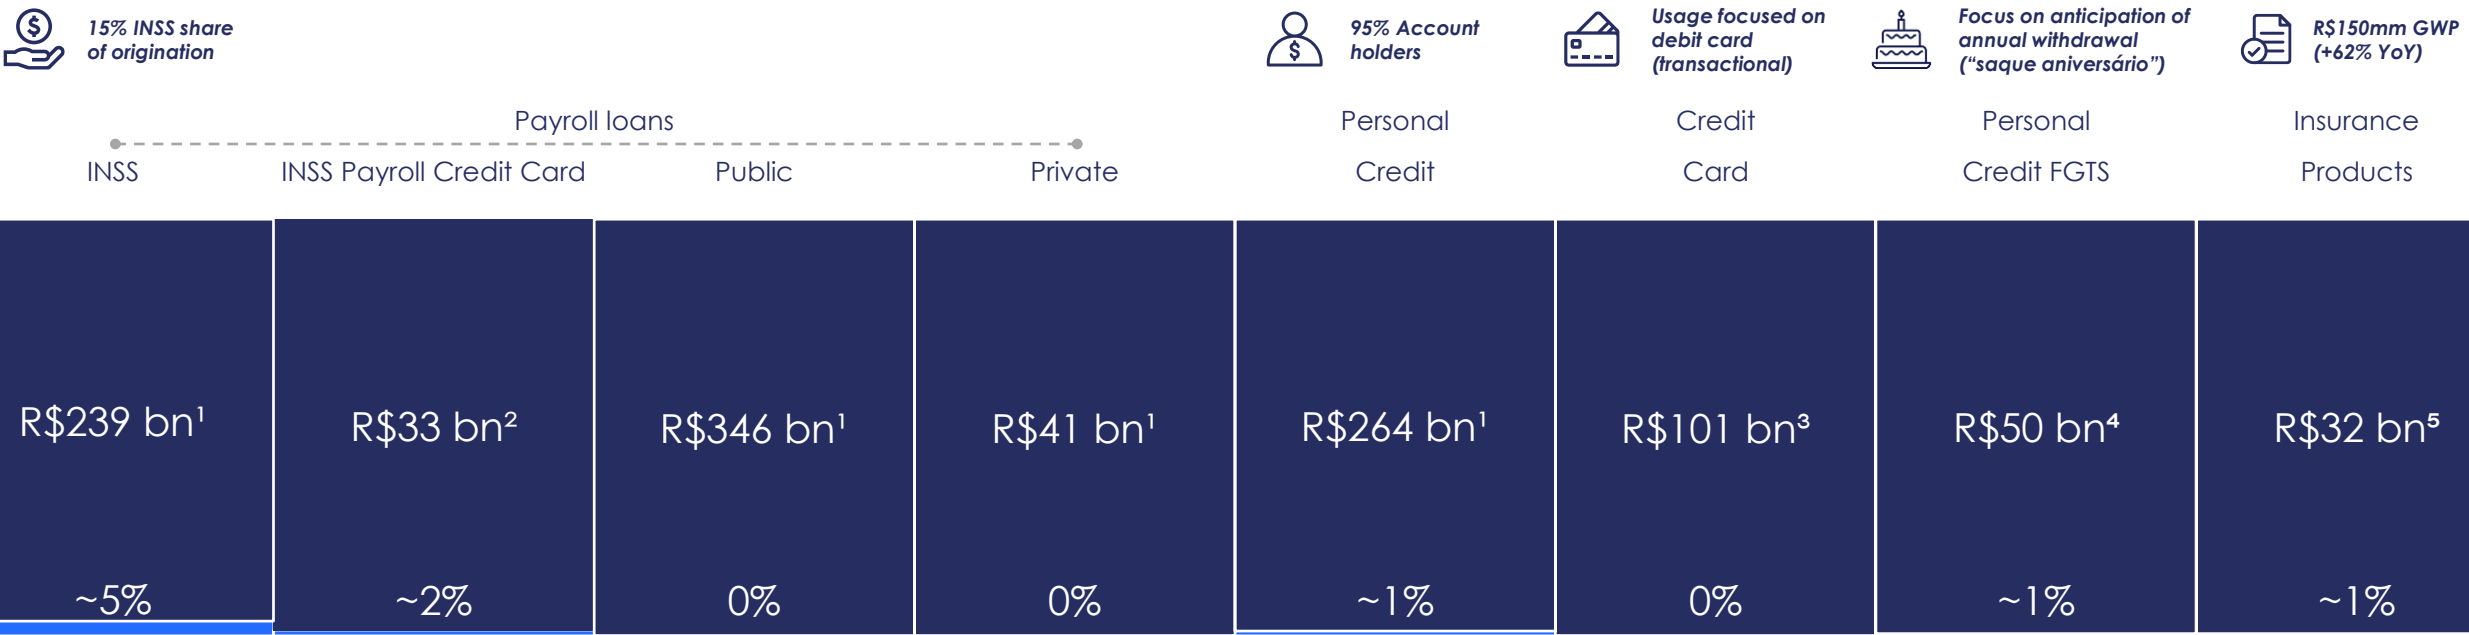 15% INSS share
of origination
95% Account
holders
Usage focused on
debit card
(transactional)
Focus on anticipation of
annual withdrawal
(“saque aniversário”)
R$150mm GWP
(+62% YoY)
Payroll loans
INSS
INSS Payroll Credit Card
Public
Private
Personal
Credit
Credit
Card
Personal
Credit FGTS
Insurance
Products
R$239 bn¹
R$33 bn²
R$346 bn¹
R$41 bn¹
R$264 bn¹
R$101 bn³
R$50 bn⁴
R$32 bn⁵
~5%
~2%
0%
0%
~1%
0%
~1%
~1%